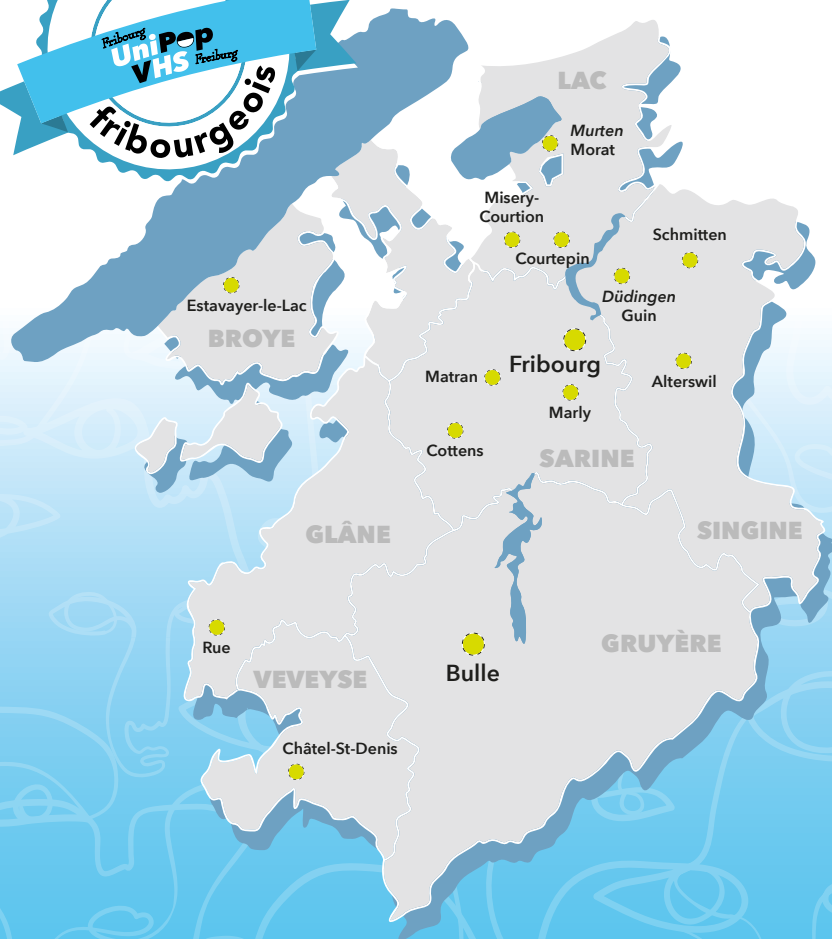 Fribourg
UniPop
VHS Freiburg
fribourgeois
LAC
Murten
Morat
Misery-
Courtion
Courtepin
Schmitten
Düdingen
Guin
Estavayer-le-Lac
BROYE
Fribourg
Matran
Alterswil
Marly
Cottens
SARINE
GLÂNE
SINGINE
Rue
GRUYÈRE
VEVEYSE
Bulle
Châtel-St-Denis